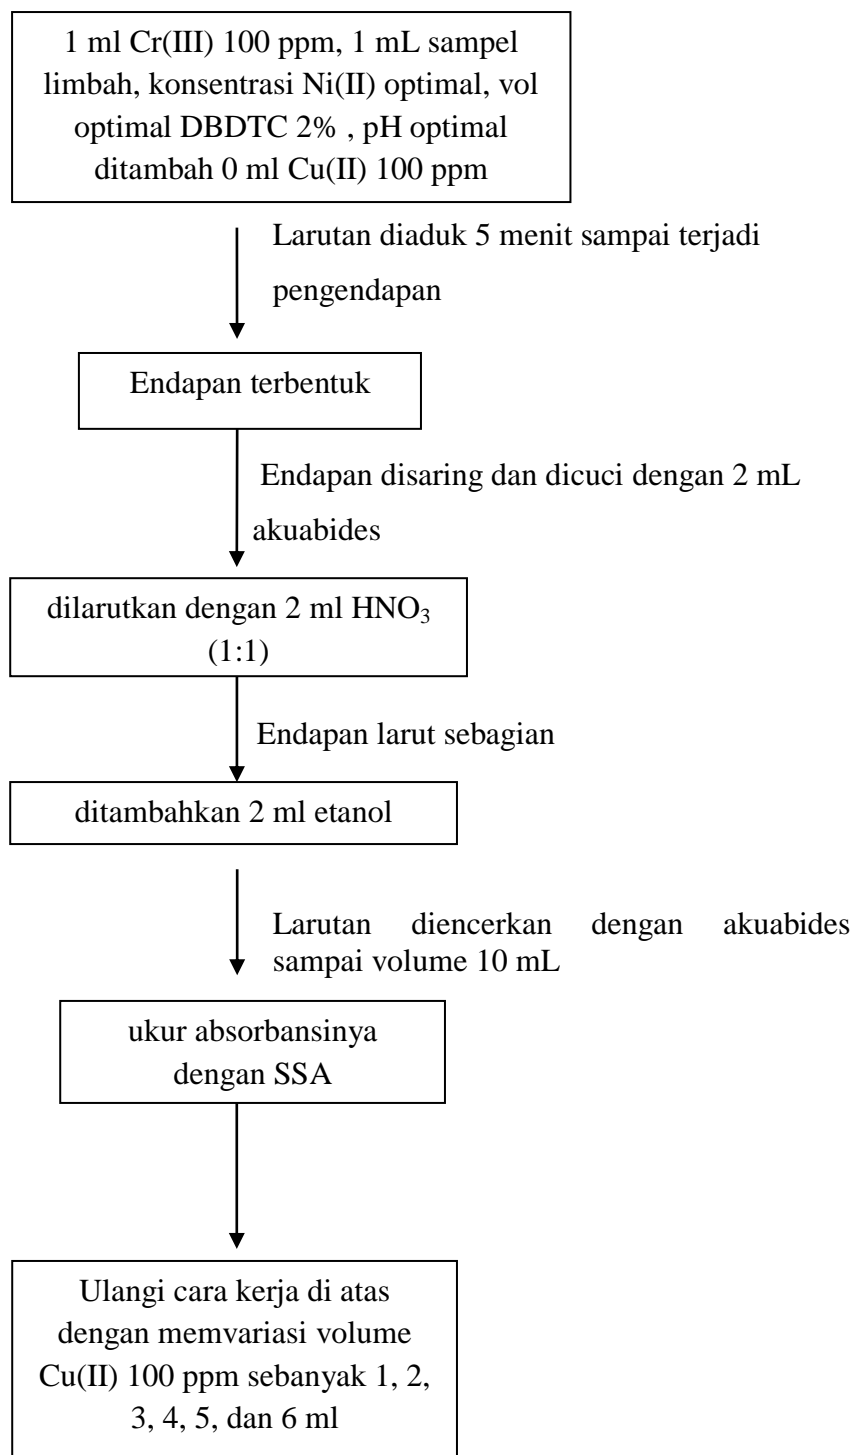 1 ml Cr(III) 100 ppm, 1 mL sampel
limbah, konsentrasi Ni(II) optimal, vol
optimal DBDTC 2% , pH optimal
ditambah 0 ml Cu(II) 100 ppm
Larutan diaduk 5 menit sampai terjadi
pengendapan
Endapan terbentuk
Endapan disaring dan dicuci dengan 2 mL
akuabides
dilarutkan dengan 2 ml HNO₃
(1:1)
Endapan larut sebagian
ditambahkan 2 ml etanol
Larutan diencerkan dengan akuabides
sampai volume 10 mL
ukur absorbansinya
dengan SSA
Ulangi cara kerja di atas
dengan memvariasi volume
Cu(II) 100 ppm sebanyak 1, 2,
3, 4, 5, dan 6 ml